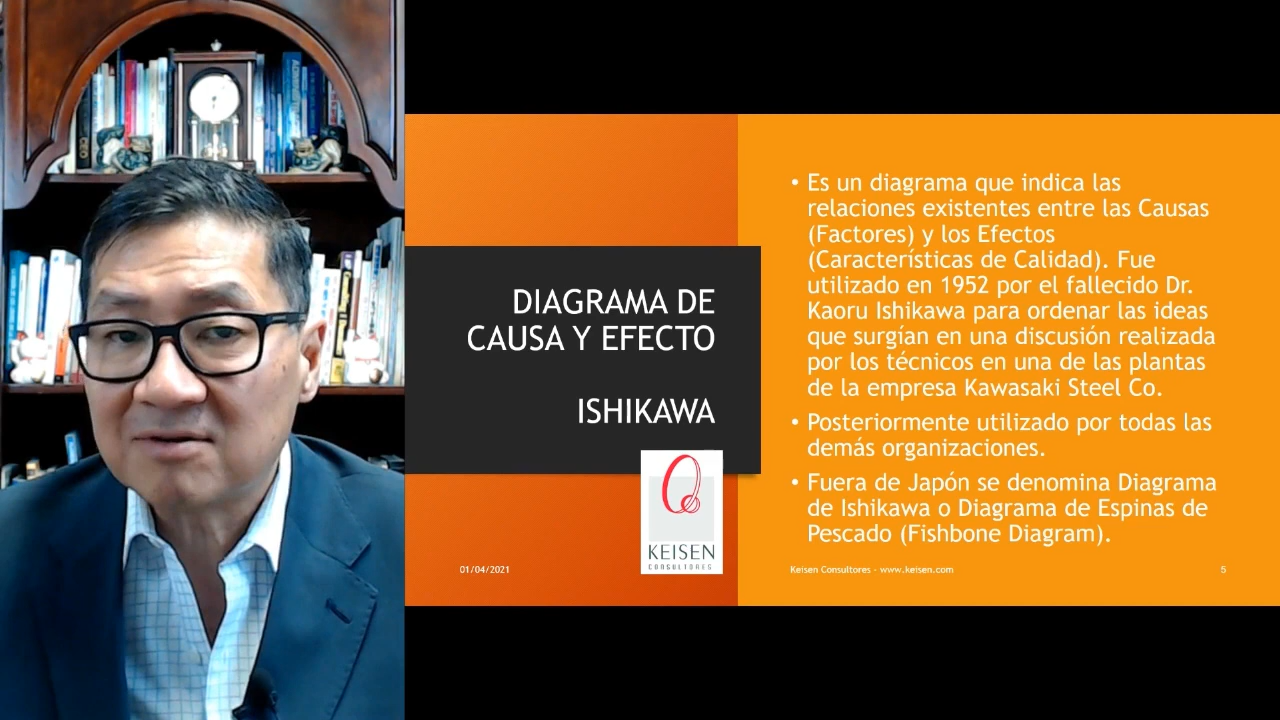 DIAGRAMA DE
CAUSA Y EFECTO
ISHIKAWA
KEISEN
CONSULTORES
01/04/2021
• Es un diagrama que indica las
relaciones existentes entre las Causas
(Factores) y los Efectos
(Características de Calidad). Fue
utilizado en 1952 por el fallecido Dr.
Kaoru Ishikawa para ordenar las ideas
que surgían en una discusión realizada
por los técnicos en una de las plantas
de la empresa Kawasaki Steel Co.
• Posteriormente utilizado por todas las
demás organizaciones.
• Fuera de Japón se denomina Diagrama
de Ishikawa o Diagrama de Espinas de
Pescado (Fishbone Diagram).
Keisen Consultores - www.keisen.com
5